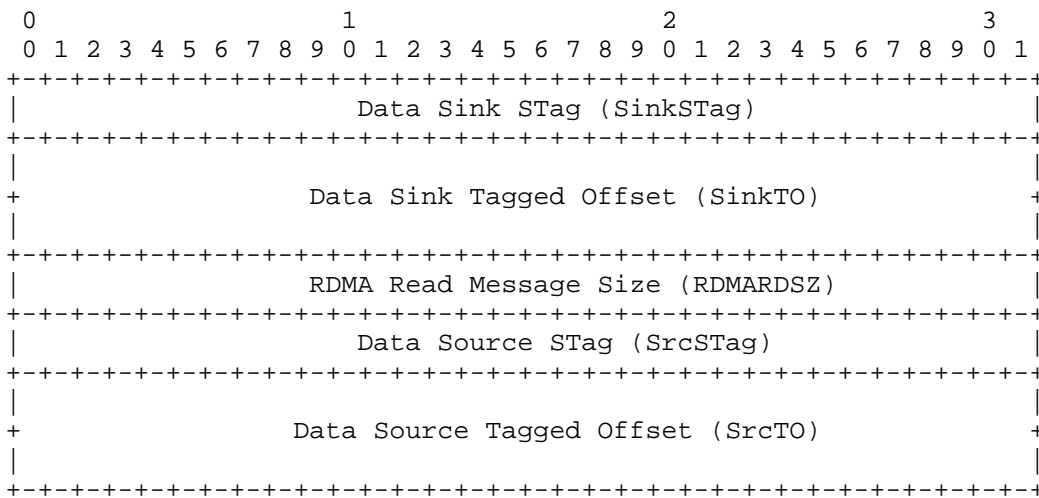 0                   1                   2                   3
 0 1 2 3 4 5 6 7 8 9 0 1 2 3 4 5 6 7 8 9 0 1 2 3 4 5 6 7 8 9 0 1
+-+-+-+-+-+-+-+-+-+-+-+-+-+-+-+-+-+-+-+-+-+-+-+-+-+-+-+-+-+-+-+-+
|                     Data Sink STag (SinkSTag)                 |
+-+-+-+-+-+-+-+-+-+-+-+-+-+-+-+-+-+-+-+-+-+-+-+-+-+-+-+-+-+-+-+-+
|                                                               |
+                  Data Sink Tagged Offset (SinkTO)             +
|                                                               |
+-+-+-+-+-+-+-+-+-+-+-+-+-+-+-+-+-+-+-+-+-+-+-+-+-+-+-+-+-+-+-+-+
|                  RDMA Read Message Size (RDMARDSZ)            |
+-+-+-+-+-+-+-+-+-+-+-+-+-+-+-+-+-+-+-+-+-+-+-+-+-+-+-+-+-+-+-+-+
|                     Data Source STag (SrcSTag)                |
+-+-+-+-+-+-+-+-+-+-+-+-+-+-+-+-+-+-+-+-+-+-+-+-+-+-+-+-+-+-+-+-+
|                                                               |
+                 Data Source Tagged Offset (SrcTO)             +
|                                                               |
+-+-+-+-+-+-+-+-+-+-+-+-+-+-+-+-+-+-+-+-+-+-+-+-+-+-+-+-+-+-+-+-+